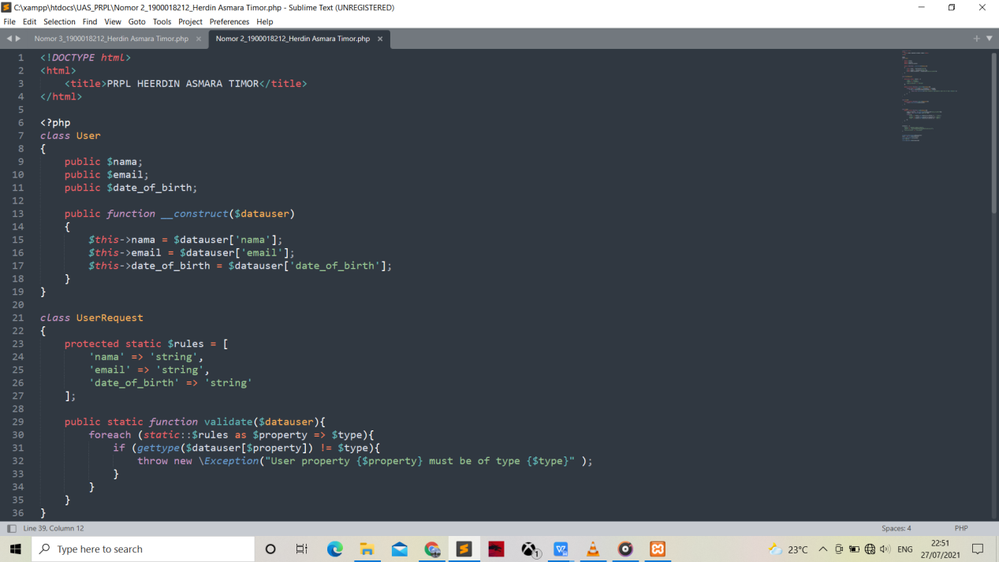 C:\xampp\htdocs\UAS_PRPL\Nomor 2_1900018212_Herdin Asmara Timor.php - Sublime Text (UNREGISTERED)
File Edit Selection Find View Goto Tools Project Preferences Help
Nomor 3_1900018212_Herdin Asmara Timor.php × Nomor 2_1900018212_Herdin Asmara Timor.php ×
1 <!DOCTYPE html>
2 <html>
3     <title>PRPL HEERDIN ASMARA TIMOR</title>
4 </html>
5
6 <?php
7 class User
8 {
9     public $nama;
10     public $email;
11     public $date_of_birth;
12
13     public function __construct($datauser)
14     {
15         $this->nama = $datauser['nama'];
16         $this->email = $datauser['email'];
17         $this->date_of_birth = $datauser['date_of_birth'];
18     }
19 }
20
21 class UserRequest
22 {
23     protected static $rules = [
24         'nama' => 'string',
25         'email' => 'string',
26         'date_of_birth' => 'string'
27     ];
28
29     public static function validate($datauser){
30         foreach (static::$rules as $property => $type){
31             if (gettype($datauser[$property]) != $type){
32                 throw new \Exception("User property {$property} must be of type {$type}" );
33             }
34         }
35     }
36 }
Line 39, Column 12 Spaces: 4 PHP
Type here to search 1 23°C ENG 22:51
27/07/2021